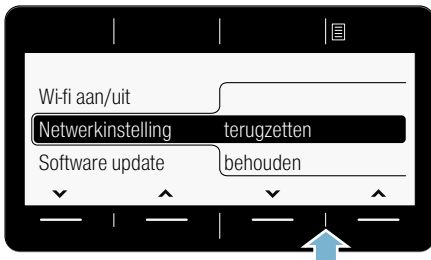 Wi-fi aan/uit
Netwerkinstelling terugzetten
Software update behouden